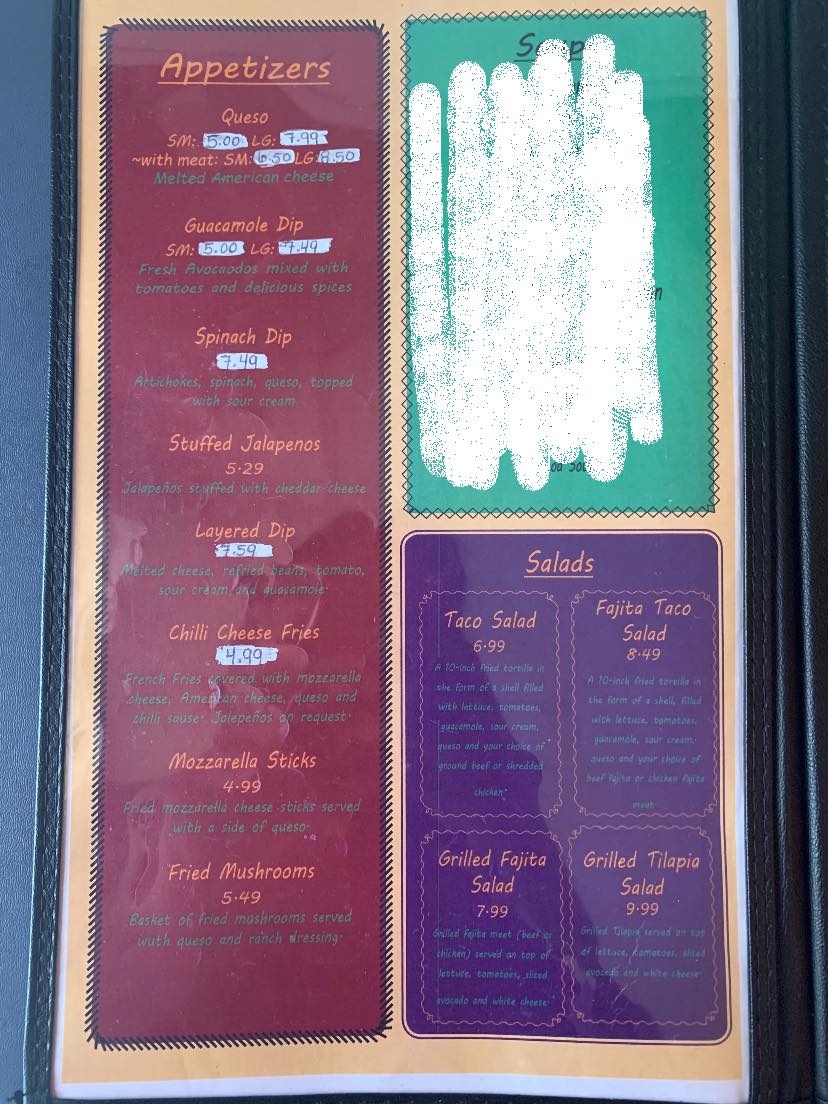 Appetizers
Queso
SM: 5.00 LG: 7.99
~with meat: SM: 6.50 LG 8.50
Melted American cheese
Guacamole Dip
SM: 5.00 LG: 7.49
Fresh Avocaodos mixed with
tomatoes and delicious spices
Spinach Dip
7.49
Artichokes, spinach, queso, topped
with sour cream
Stuffed Jalapenos
5.29
Jalapeños stuffed with cheddar cheese
Layered Dip
7.59
Melted cheese, refried beans, tomato,
sour cream and guacamole.
Chilli Cheese Fries
4.99
French Fries covered with mozzarella
cheese, American cheese, queso and
chilli sause. Jalepeños on request.
Mozzarella Sticks
4.99
Fried mozzarella cheese sticks served
with a side of queso.
Fried Mushrooms
5.49
Basket of fried mushrooms served
wuth queso and ranch dressing.
Salads
Taco Salad
6.99
A 10-inch fried tortilla in
the form of a shell filled
with lettuce, tomatoes,
guacamole, sour cream,
queso and your choice of
ground beef or shredded
chicken.
Fajita Taco
Salad
8.49
A 10-inch fried tortilla in
the form of a shell, filled
with lettuce, tomatoes,
guacamole, sour cream,
queso and your choice of
beef fajita or chicken fajita
meat.
Grilled Fajita
Salad
7.99
Grilled fajita meet (beef or
chicken) served on top of
lettuce, tomatoes, sliced
avocado and white cheese.
Grilled Tilapia
Salad
9.99
Grilled Tilapia served on top
of lettuce, tomatoes, sliced
avocado and white cheese.